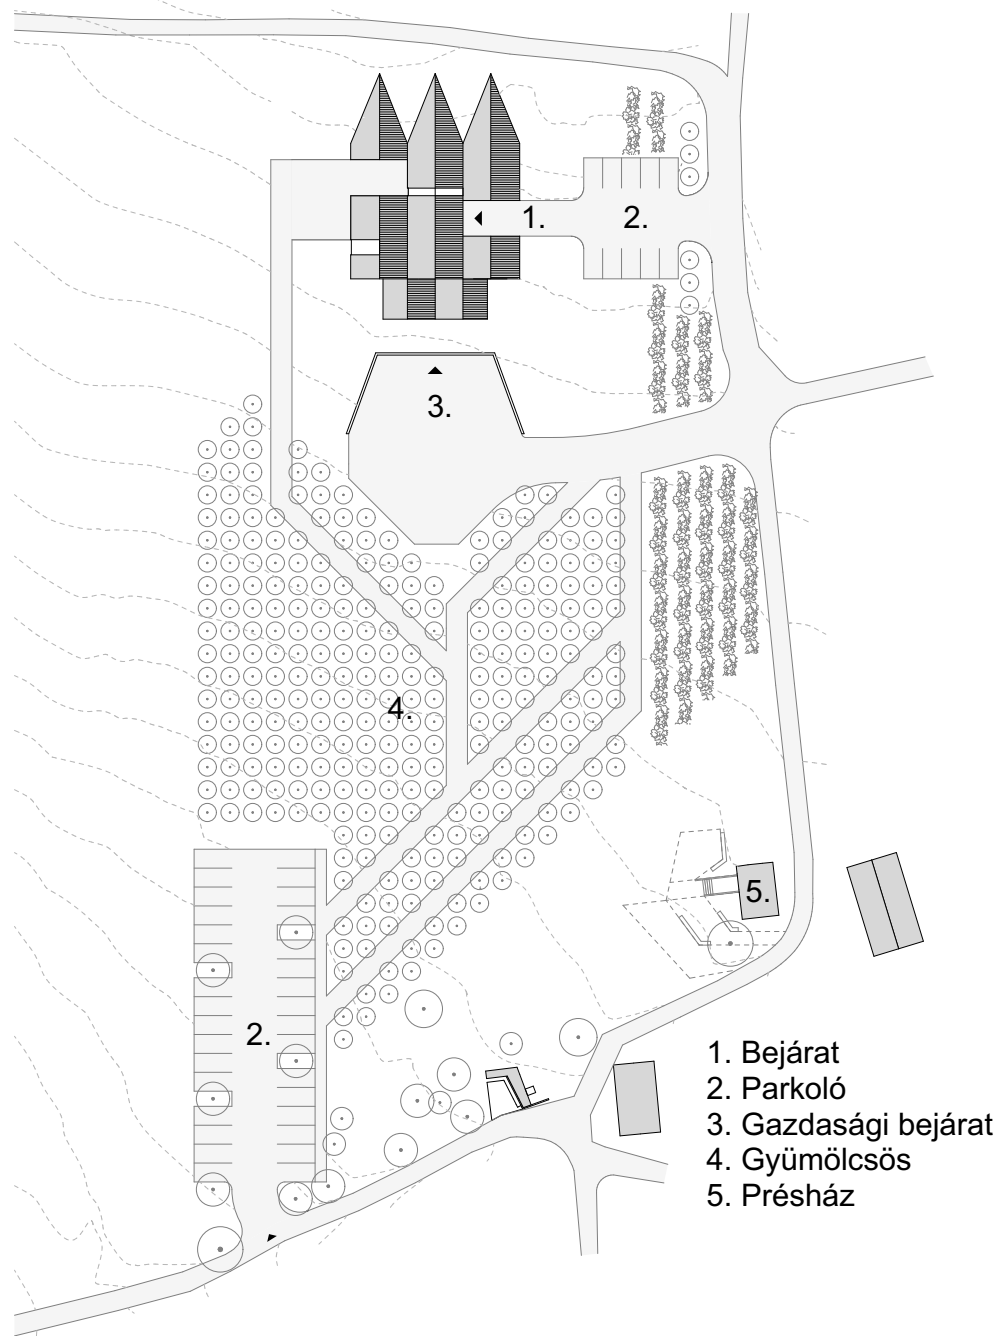 1.
2.
3.
4.
5.
2.
1. Bejárat
2. Parkoló
3. Gazdasági bejárat
4. Gyümölcsös
5. Présház